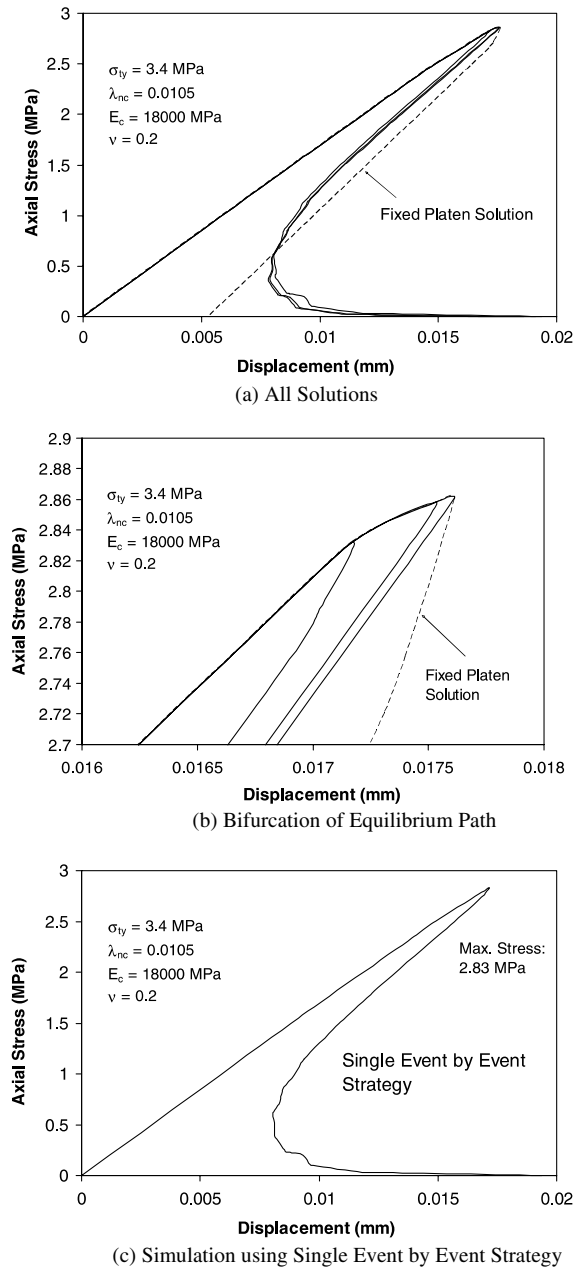 3
2.5
2
1.5
1
0.5
0
Axial Stress (MPa)
σty = 3.4 MPa
λnc = 0.0105
Ec = 18000 MPa
ν = 0.2
Fixed Platen Solution
0 0.005 0.010 0.015 0.02
Displacement (mm)
(a) All Solutions
2.9
2.88
2.86
2.84
2.82
2.8
2.78
2.76
2.74
2.72
2.7
Axial Stress (MPa)
σty = 3.4 MPa
λnc = 0.0105
Ec = 18000 MPa
ν = 0.2
Fixed Platen
Solution
0.016 0.0165 0.017 0.0175 0.018
Displacement (mm)
(b) Bifurcation of Equilibrium Path
3
2.5
2
1.5
1
0.5
0
Axial Stress (MPa)
σty = 3.4 MPa
λnc = 0.0105
Ec = 18000 MPa
ν = 0.2
Max. Stress:
2.83 MPa
Single Event by Event
Strategy
0 0.005 0.010 0.015 0.02
Displacement (mm)
(c) Simulation using Single Event by Event Strategy